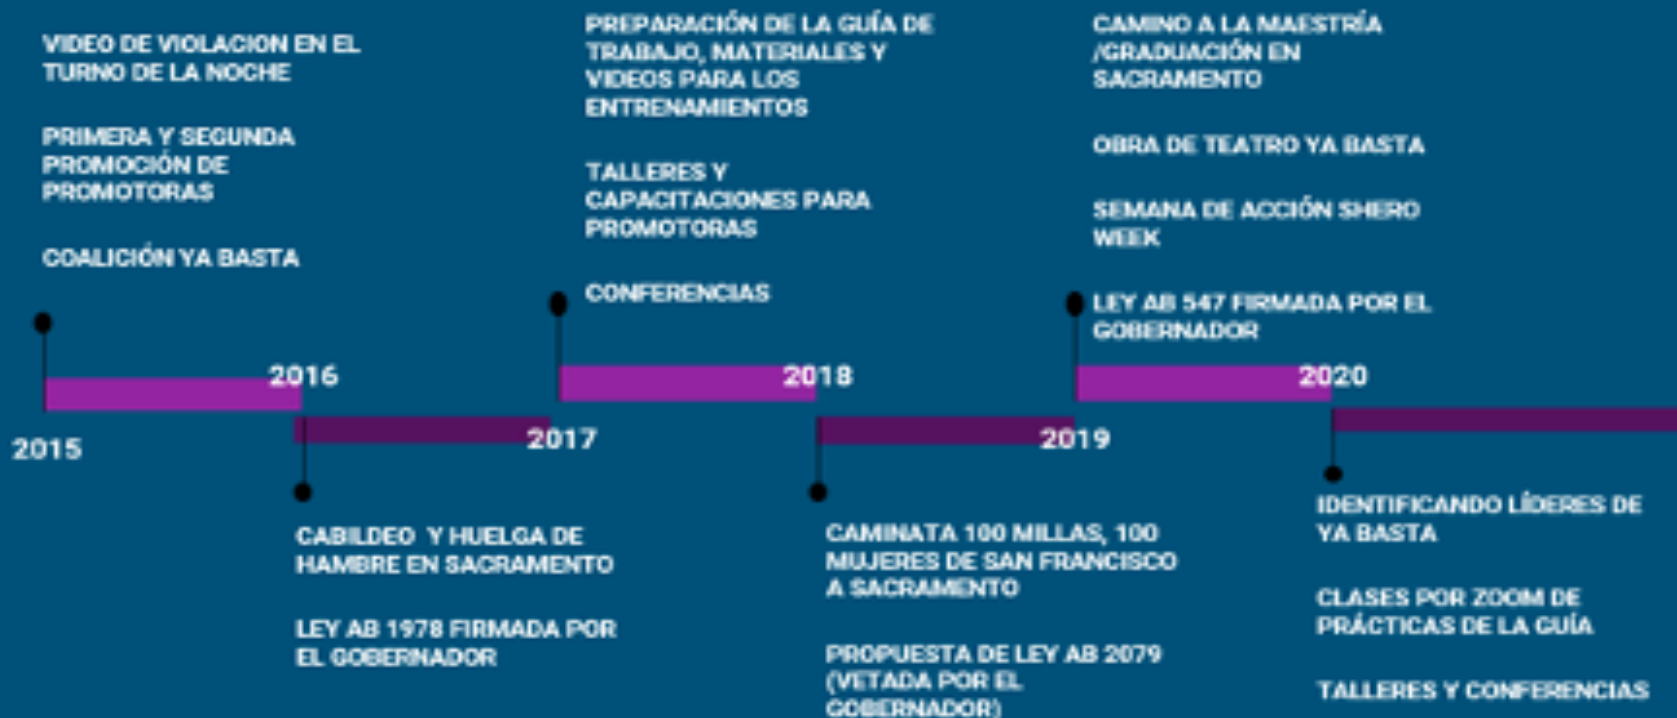 VIDEO DE VIOLACION EN EL
TURNO DE LA NOCHE
PRIMERA Y SEGUNDA
PROMOCIÓN DE
PROMOTORAS
COALICIÓN YA BASTA
2015
2016
CABILDEO Y HUELGA DE
HAMBRE EN SACRAMENTO
LEY AB 1978 FIRMADA POR
EL GOBERNADOR
2017
PREPARACIÓN DE LA GUÍA DE
TRABAJO, MATERIALES Y
VIDEOS PARA LOS
ENTRENAMIENTOS
TALLERES Y
CAPACITACIONES PARA
PROMOTORAS
CONFERENCIAS
2018
CAMINATA 100 MILLAS, 100
MUJERES DE SAN FRANCISCO
A SACRAMENTO
PROPUESTA DE LEY AB 2079
(VETADA POR EL
GOBERNADOR)
2019
CAMINO A LA MAESTRÍA
/GRADUACIÓN EN
SACRAMENTO
OBRA DE TEATRO YA BASTA
SEMANA DE ACCIÓN SHERO
WEEK
LEY AB 547 FIRMADA POR EL
GOBERNADOR
2020
IDENTIFICANDO LÍDERES DE
YA BASTA
CLASES POR ZOOM DE
PRÁCTICAS DE LA GUÍA
TALLERES Y CONFERENCIAS